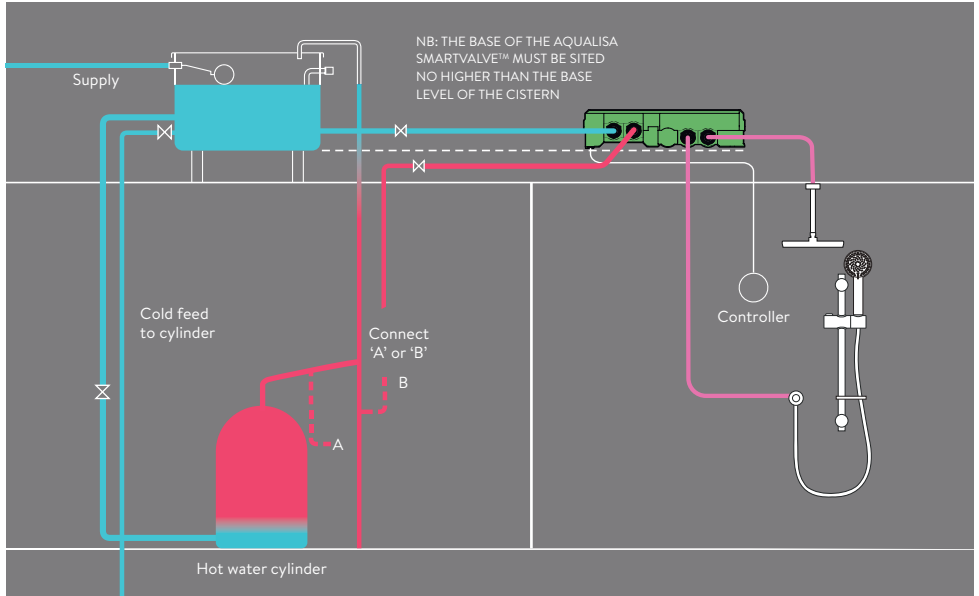 NB: THE BASE OF THE AQUALISA
SMARTVALVE™ MUST BE SITED
NO HIGHER THAN THE BASE
LEVEL OF THE CISTERN
Supply
Cold feed
to cylinder
Connect
‘A’ or ‘B’
Controller
B
A
Hot water cylinder